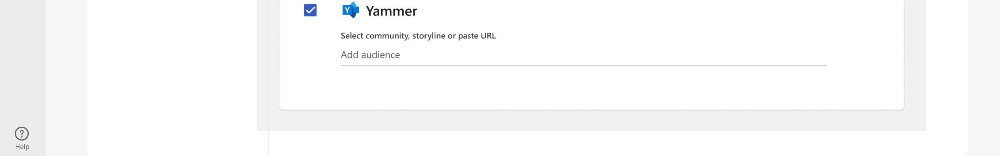 Yammer
Select community, storyline or paste URL
Add audience
Help